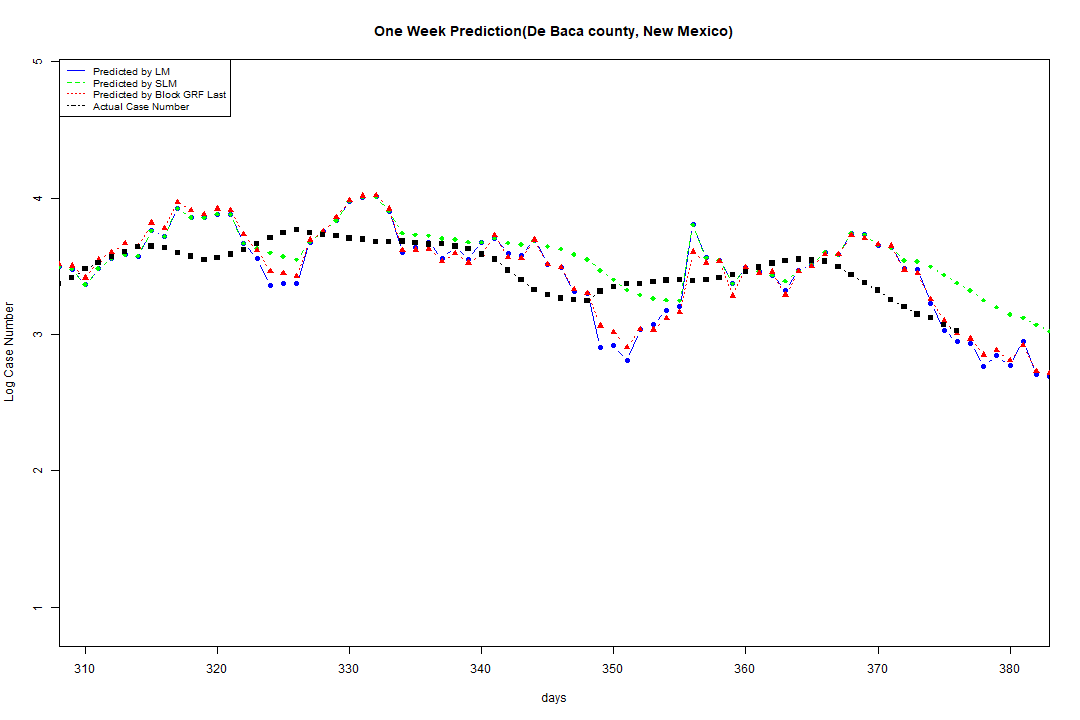 One Week Prediction(De Baca county, New Mexico)
Predicted by LM
Predicted by SLM
Predicted by Block GRF Last
Actual Case Number
5
4
3
2
1
Log Case Number
310 320 330 340 350 360 370 380
days